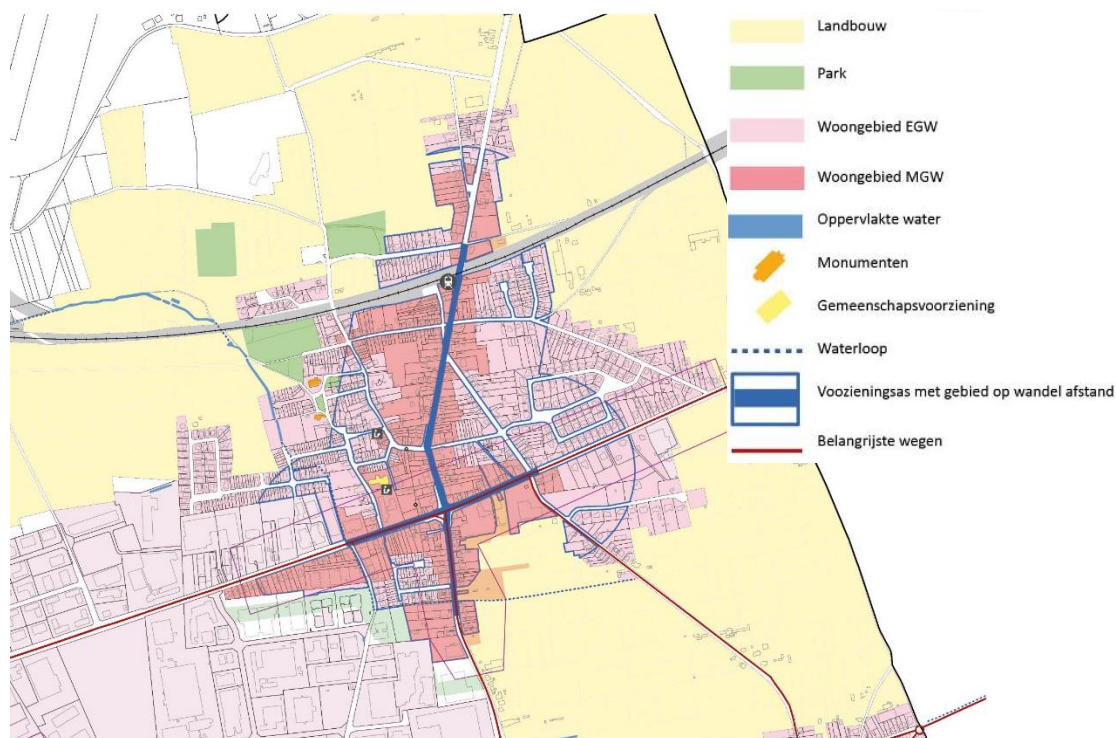 Landbouw
Park
Woongebied EGW
Woongebied MGW
Oppervlakte water
Monumenten
Gemeenschapsvoorziening
Waterloop
Voozieningsas met gebied op wandel afstand
Belangrijste wegen